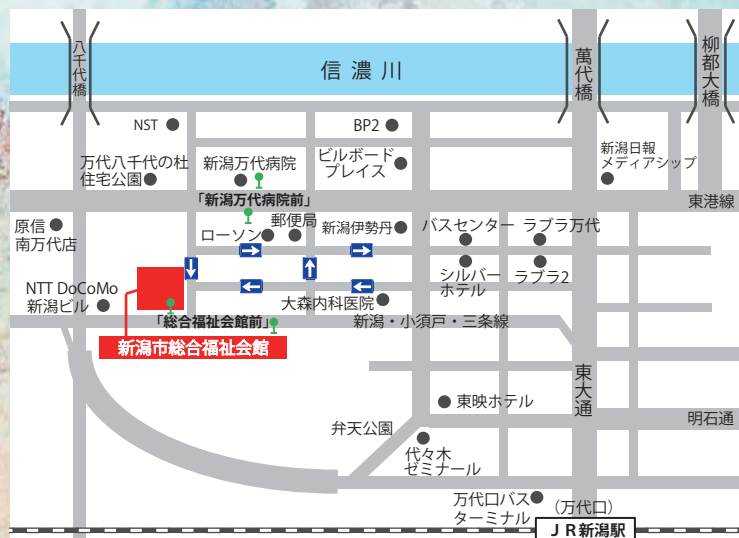 八千代橋
信濃川
萬代橋
柳都大橋
NST
BP2
万代八千代の杜
住宅公園
新潟万代病院
ビルボード
プレイス
新潟日報
メディアシップ
「新潟万代病院前」
東港線
原信
南万代店
郵便局
ローソン
新潟伊勢丹
バスセンター
ラブラ万代
シルバー
ホテル
ラブラ2
NTT DoCoMo
新潟ビル
大森内科医院
「総合福祉会館前」
新潟・小須戸・三条線
新潟市総合福祉会館
東大通
東映ホテル
明石通
弁天公園
代々木
ゼミナール
万代口バス
ターミナル
(万代口)
JR新潟駅